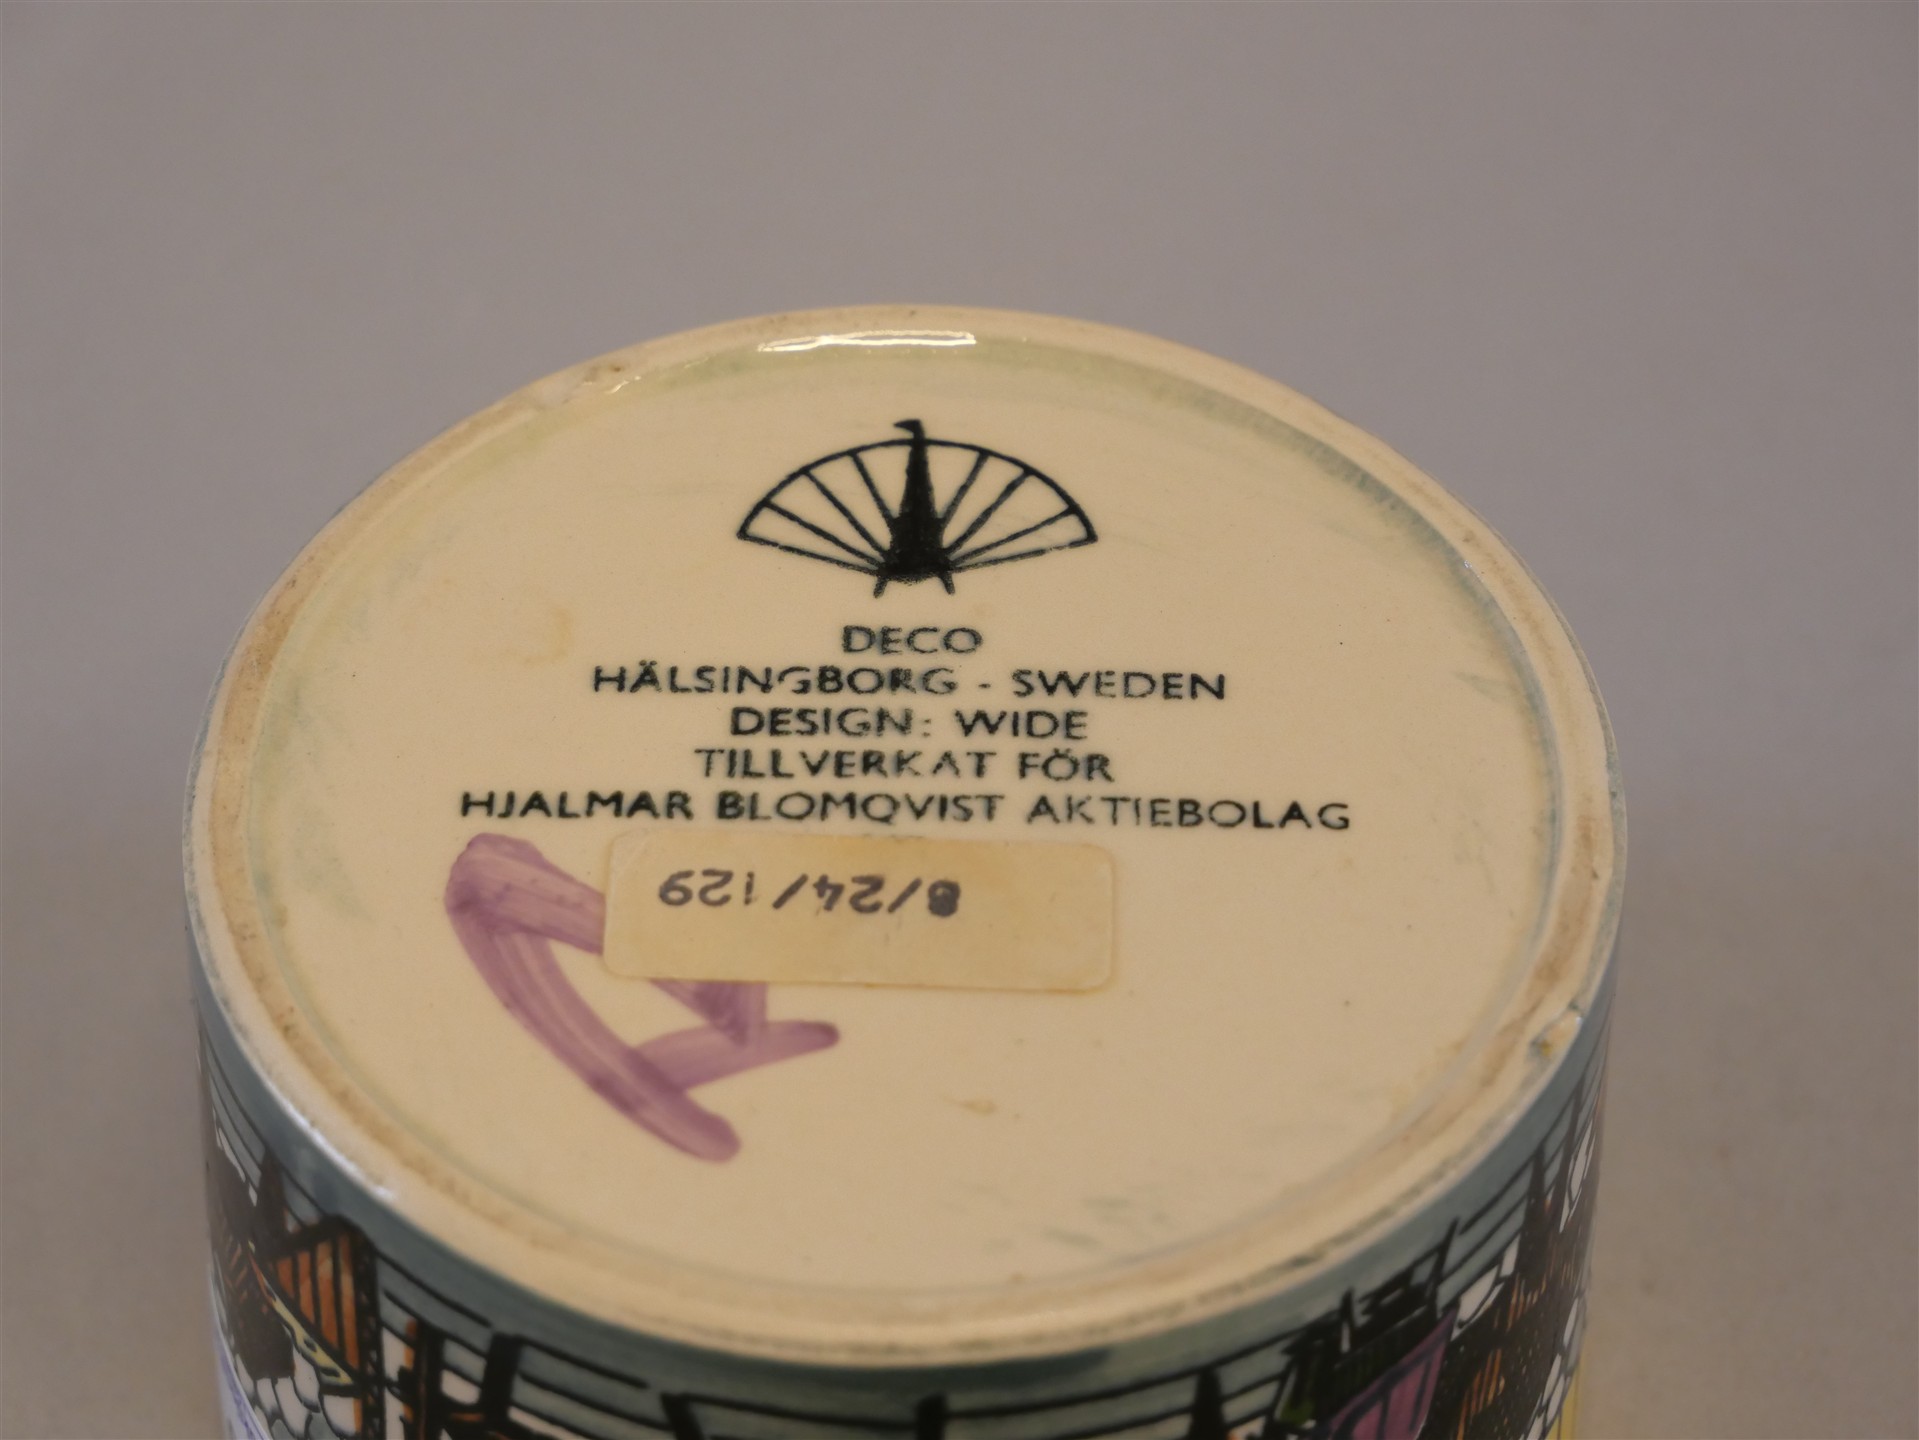 DECO
HÄLSINGBORG - SWEDEN
DESIGN: WIDE
TILLVERKAT FÖR
HJALMAR BLOMQVIST AKTIEBOLAG
8/24/129